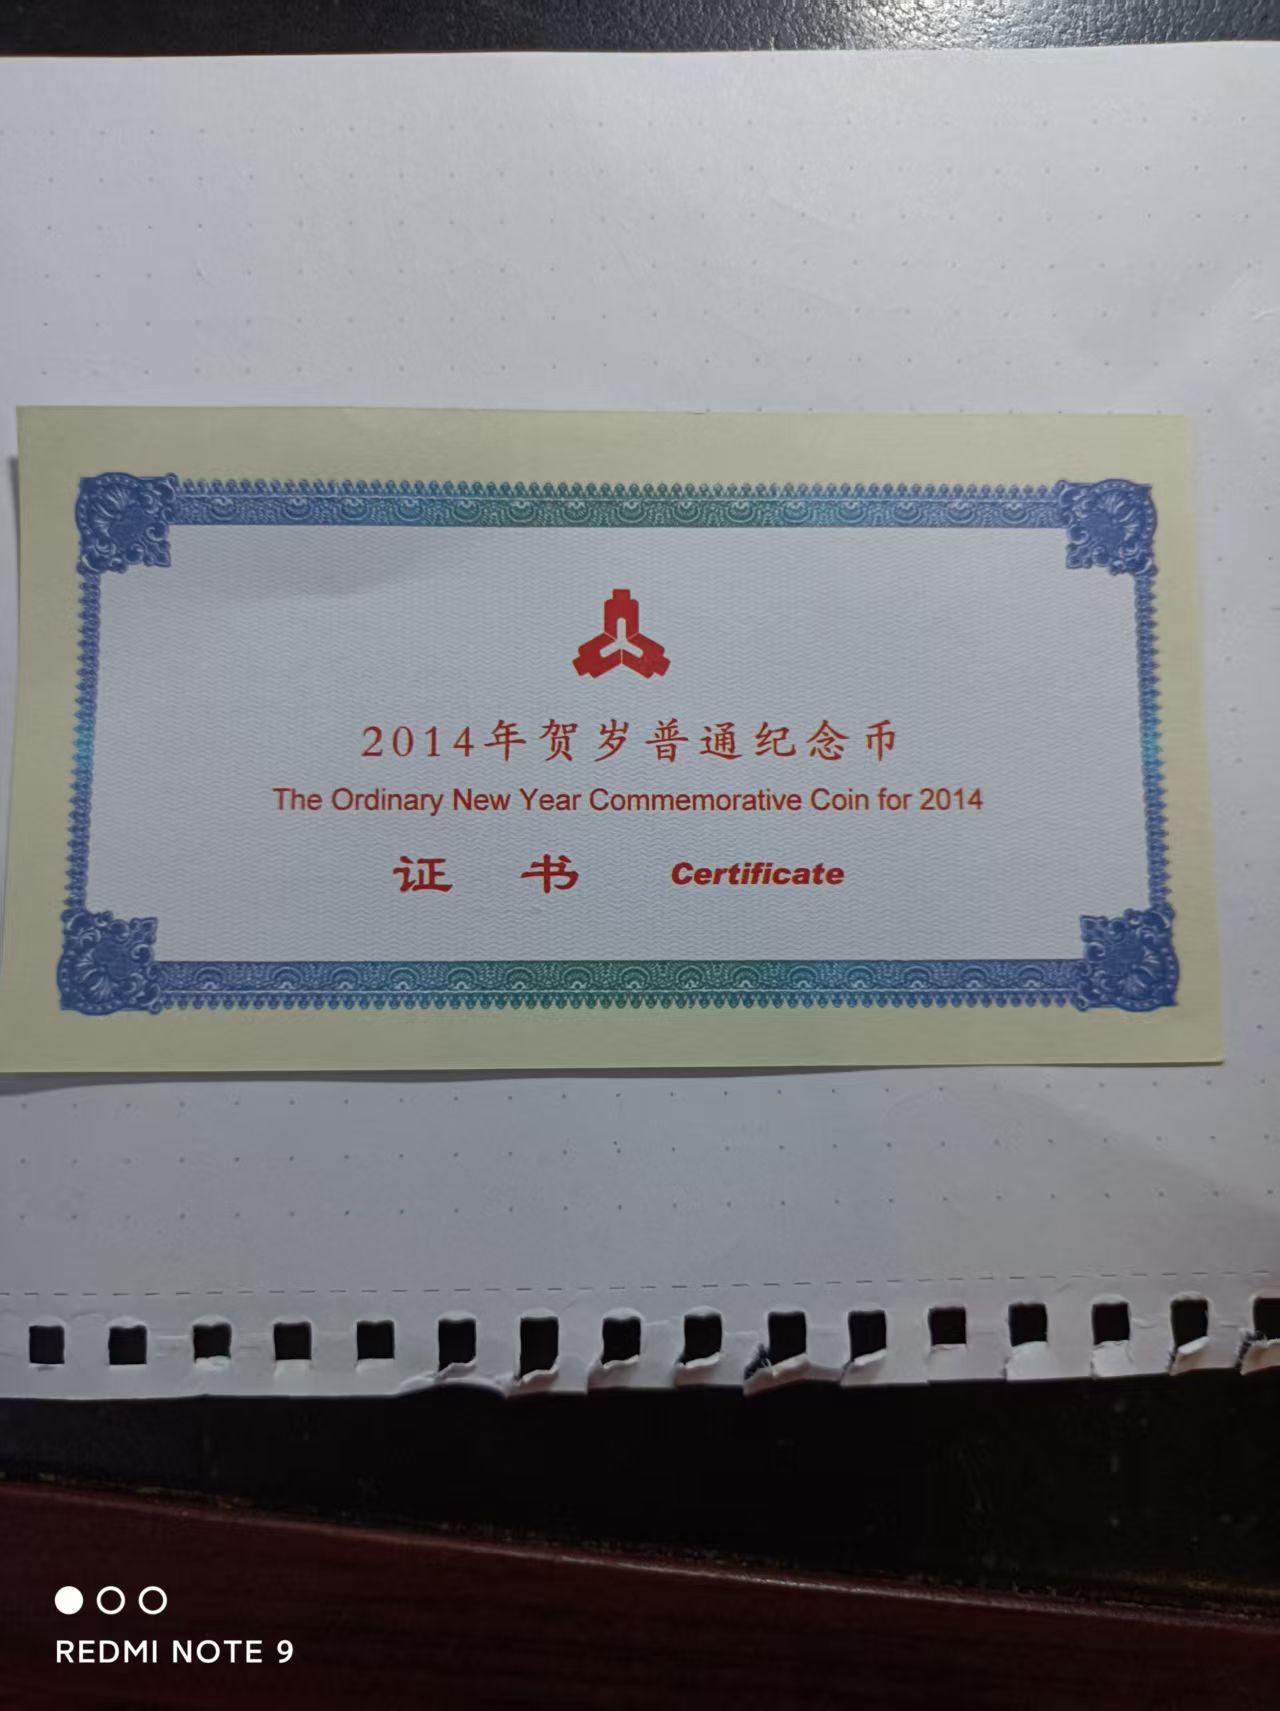 2014年贺岁普通纪念币
The Ordinary New Year Commemorative Coin for 2014
证 书 Certificate
REDMI NOTE 9